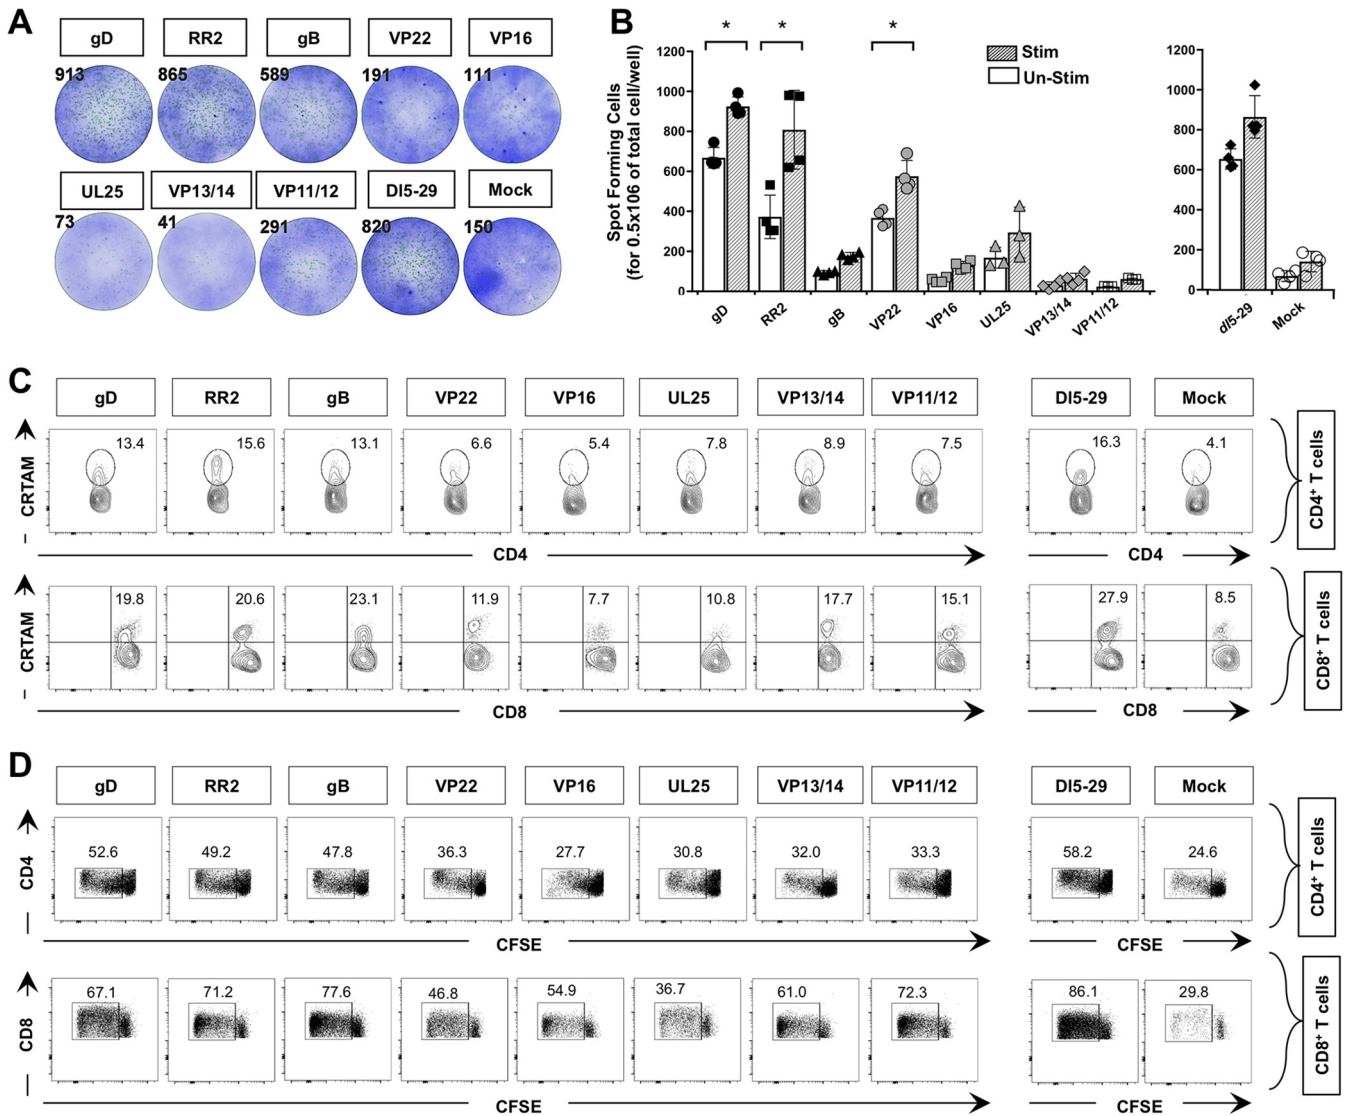 A
gD RR2 gB VP22 VP16
913 865 589 191 111
UL25 VP13/14 VP11/12 DI5-29 Mock
73 41 291 820 150
B
Spot Forming Cells
(for 0.5x106 of total cell/well)
* * *
Stim
Un-Stim
1200
1000
800
600
400
200
0
gD RR2 gB VP22 VP16 UL25 VP13/14 VP11/12
1200
1000
800
600
400
200
0
dl5-29 Mock
C
gD RR2 gB VP22 VP16 UL25 VP13/14 VP11/12 DI5-29 Mock
CRTAM
13.4 15.6 13.1 6.6 5.4 7.8 8.9 7.5 16.3 4.1
CD4 CD4
CD4+ T cells
CRTAM
19.8 20.6 23.1 11.9 7.7 10.8 17.7 15.1 27.9 8.5
CD8 CD8
CD8+ T cells
D
gD RR2 gB VP22 VP16 UL25 VP13/14 VP11/12 DI5-29 Mock
CD4
52.6 49.2 47.8 36.3 27.7 30.8 32.0 33.3 58.2 24.6
CFSE CFSE
CD4+ T cells
CD8
67.1 71.2 77.6 46.8 54.9 36.7 61.0 72.3 86.1 29.8
CFSE CFSE
CD8+ T cells